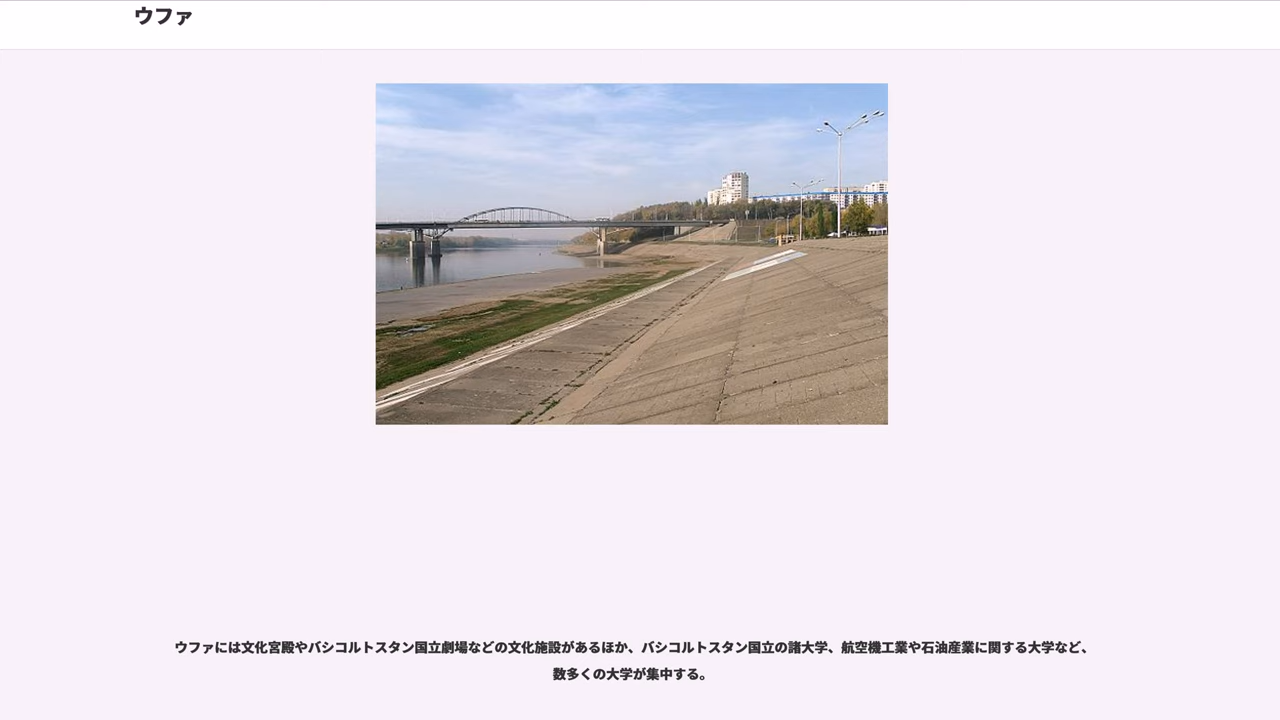 ウファ
ウファには文化宮殿やバシコルトスタン国立劇場などの文化施設があるほか、バシコルトスタン国立の諸大学、航空機工業や石油産業に関する大学など、
数多くの大学が集中する。